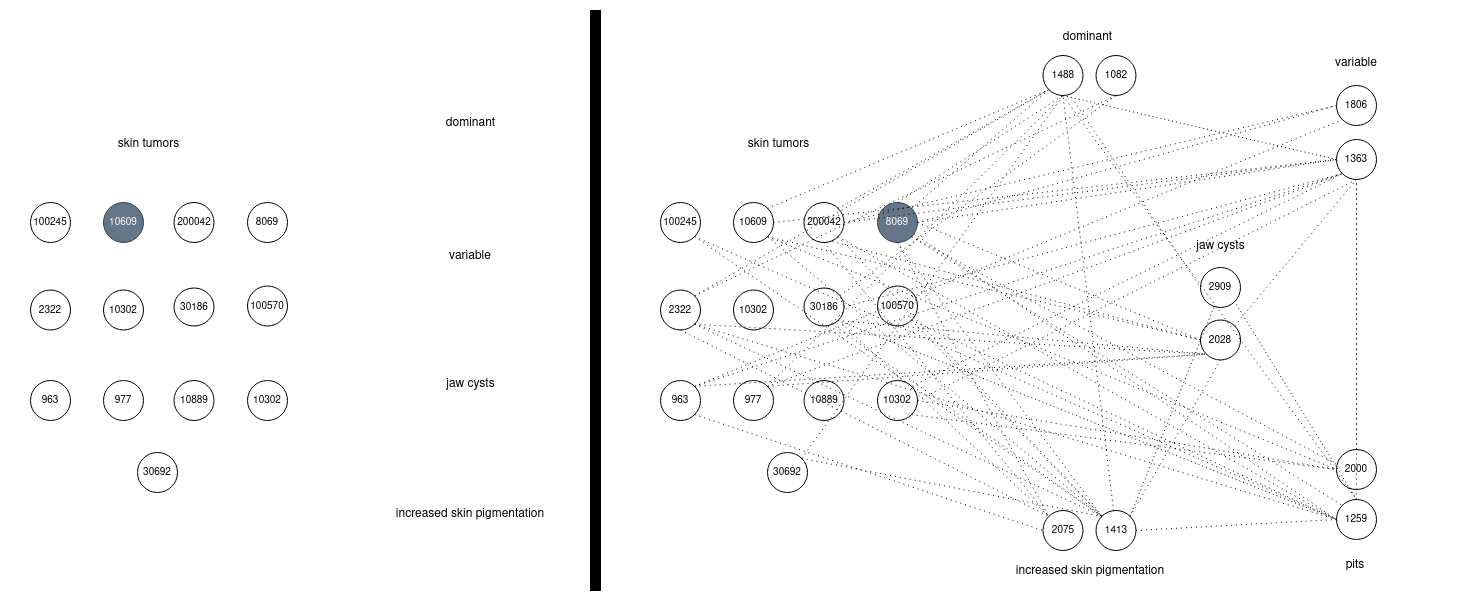 dominant
skin tumors
100245 10609 200042 8069
variable
2322 10302 30186 100570
jaw cysts
963 977 10889 10302
30692
increased skin pigmentation
dominant
variable
1488 1082
1806
skin tumors
1363
100245 10609 200042 8069
jaw cysts
2909
2322 10302 30186 100570
2028
963 977 10889 10302
30692
2000
2075 1413
1259
increased skin pigmentation
pits